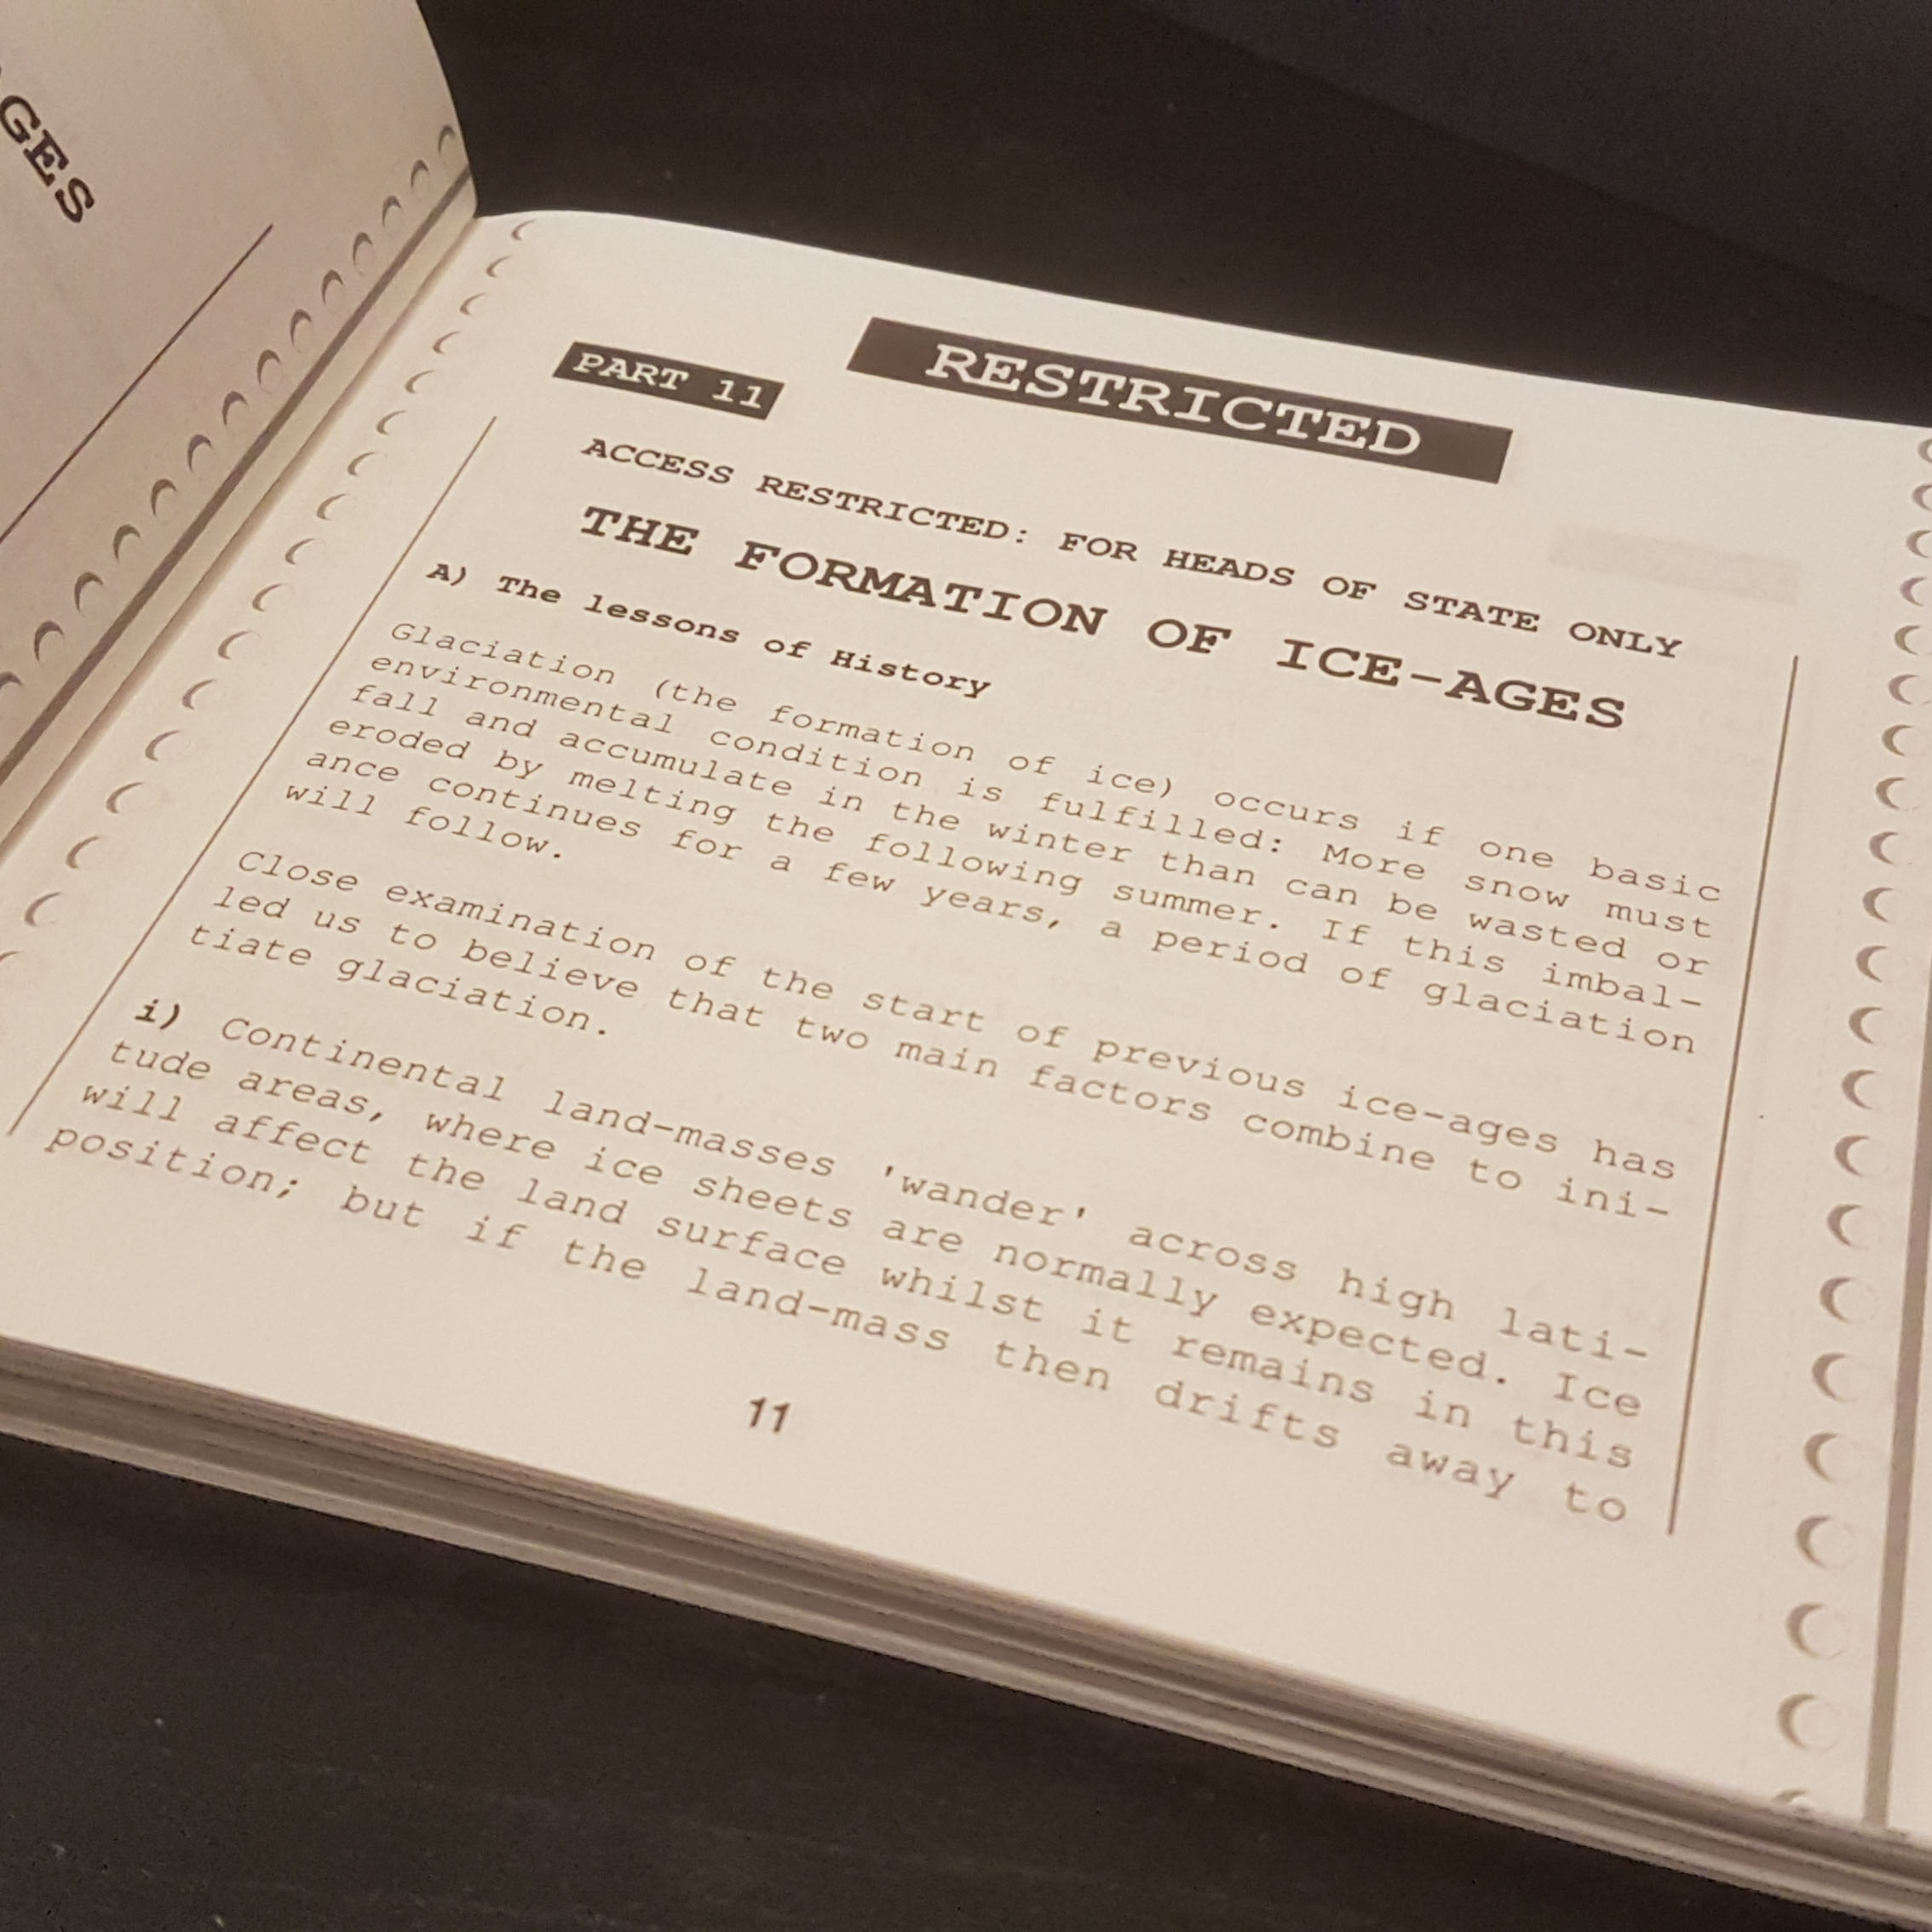 GES
PART 11
RESTRICTED
ACCESS RESTRICTED: FOR HEADS OF STATE ONLY
THE FORMATION OF ICE-AGES
A) The lessons of History
Glaciation (the formation of ice) occurs if one basic
environmental condition is fulfilled: More snow must
fall and accumulate in the winter than can be wasted or
eroded by melting the following summer. If this imbal-
ance continues for a few years, a period of glaciation
will follow.
Close examination of the start of previous ice-ages has
led us to believe that two main factors combine to ini-
tiate glaciation.
i) Continental land-masses 'wander' across high lati-
tude areas, where ice sheets are normally expected. Ice
will affect the land surface whilst it remains in this
position; but if the land-mass then drifts away to
11